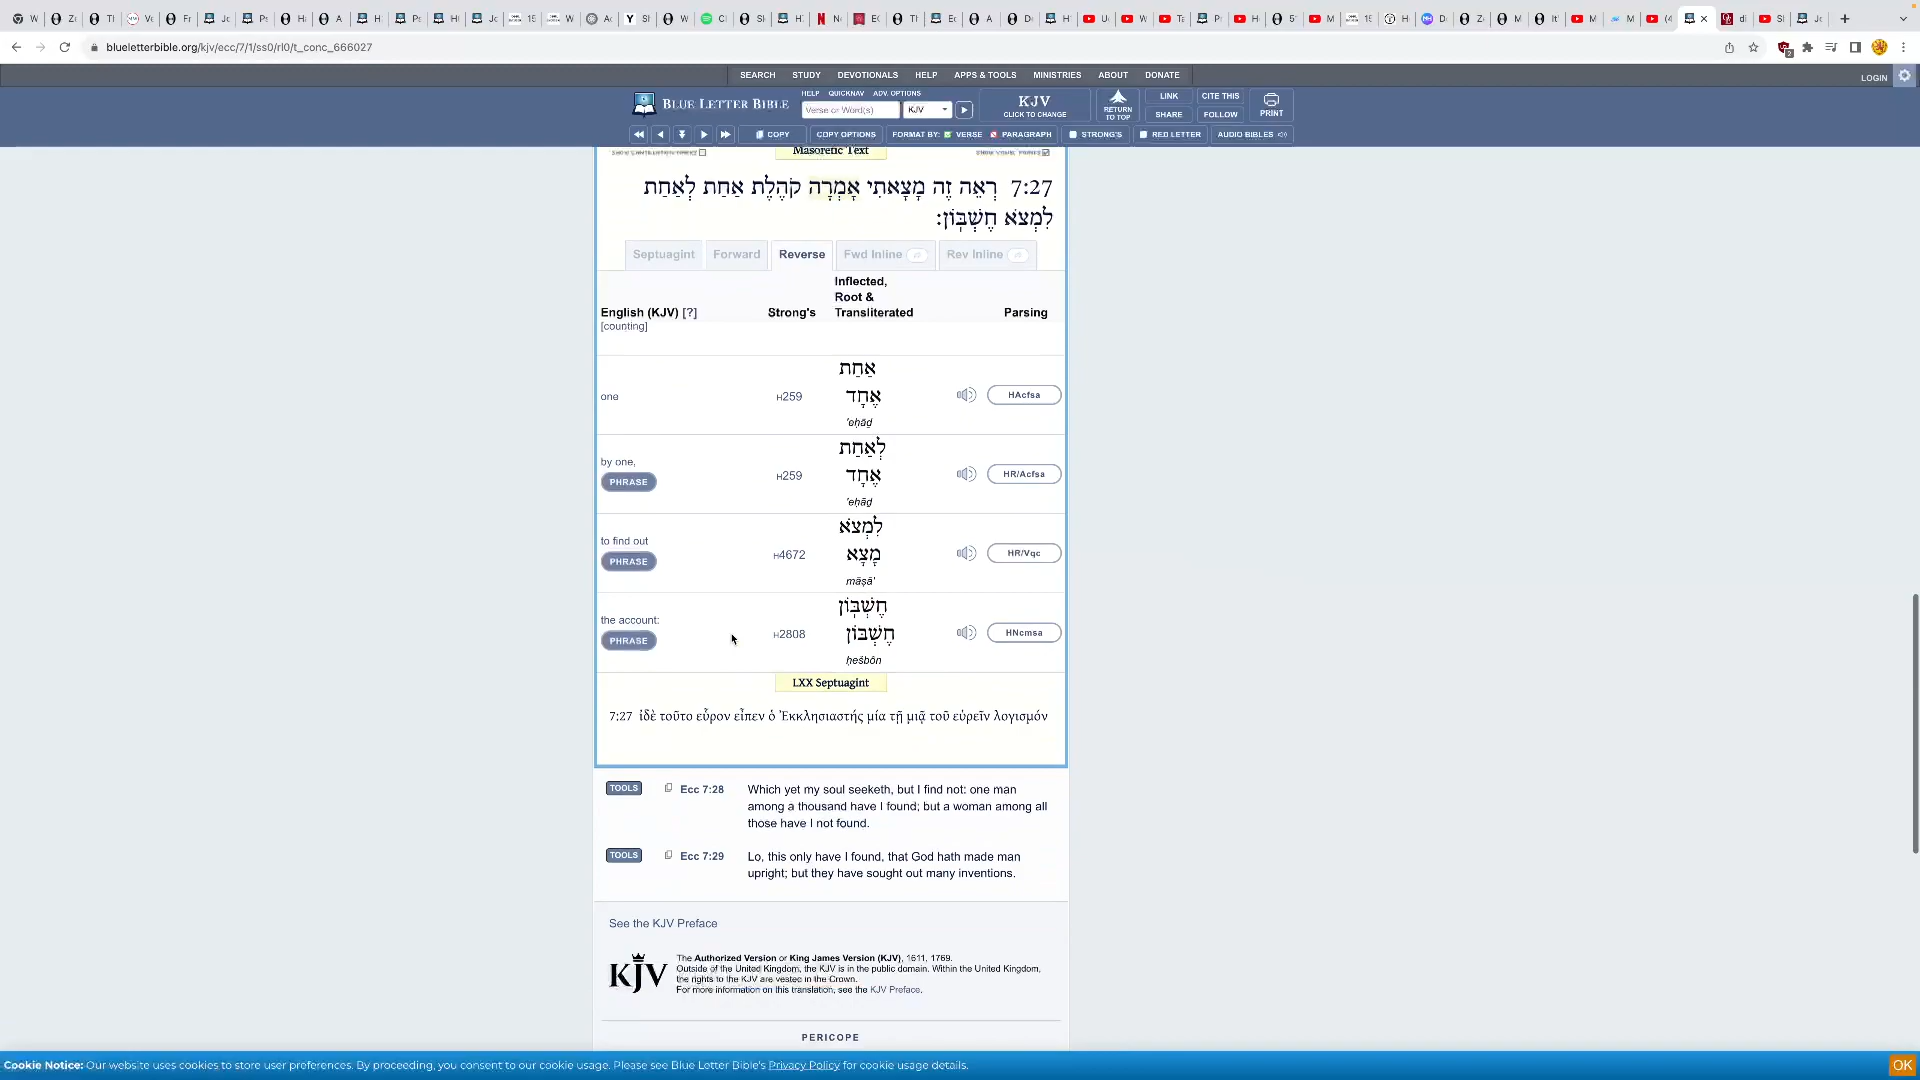 blueletterbible.org/kjv/ecc/7/1/ss0/rl0/t_conc_666027
SEARCH STUDY DEVOTIONALS HELP APPS & TOOLS MINISTRIES ABOUT DONATE
LOGIN
BLUE LETTER BIBLE
HELP QUICKNAV ADV. OPTIONS
Verse or Word(s) KJV
KJV
CLICK TO CHANGE
RETURN
TO TOP
LINK CITE THIS
SHARE FOLLOW
PRINT
COPY COPY OPTIONS FORMAT BY: VERSE PARAGRAPH STRONG'S RED LETTER AUDIO BIBLES
Masoretic Text
7:27 רְאֵה זֶה מָצָאתִי אָמְרָה קֹהֶלֶת אַחַת לְאַחַת
לִמְצֹא חֶשְׁבּוֹן׃
Septuagint Forward Reverse Fwd Inline Rev Inline
English (KJV) [?] Strong's Inflected, Root & Transliterated Parsing
[counting]
one H259 אַחַת HAcfsa
אֶחָד
'eḥāḏ
by one, H259 לְאַחַת HR/Acfsa
PHRASE אֶחָד
'eḥāḏ
to find out H4672 לִמְצֹא HR/Vqc
PHRASE מָצָא
māṣā'
the account: H2808 חֶשְׁבּוֹן HNcmsa
PHRASE חֶשְׁבּוֹן
ḥešbôn
LXX Septuagint
7:27 ἰδὲ τοῦτο εὗρον εἶπεν ὁ Ἐκκλησιαστής μία τῇ μιᾷ τοῦ εὑρεῖν λογισμόν
TOOLS Ecc 7:28 Which yet my soul seeketh, but I find not: one man
among a thousand have I found; but a woman among all
those have I not found.
TOOLS Ecc 7:29 Lo, this only have I found, that God hath made man
upright; but they have sought out many inventions.
See the KJV Preface
KJV
The Authorized Version or King James Version (KJV), 1611, 1769.
Outside of the United Kingdom, the KJV is in the public domain. Within the United Kingdom,
the rights to the KJV are vested in the Crown.
For more information on this translation, see the KJV Preface.
PERICOPE
Cookie Notice: Our website uses cookies to store user preferences. By proceeding, you consent to our cookie usage. Please see Blue Letter Bible's Privacy Policy for cookie usage details.
OK